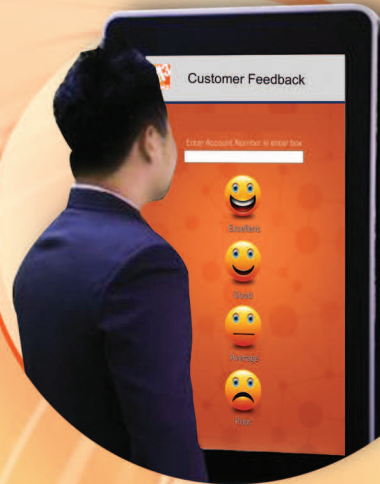 Customer Feedback
Enter Account Number in enter box
Excellent
Good
Average
Poor